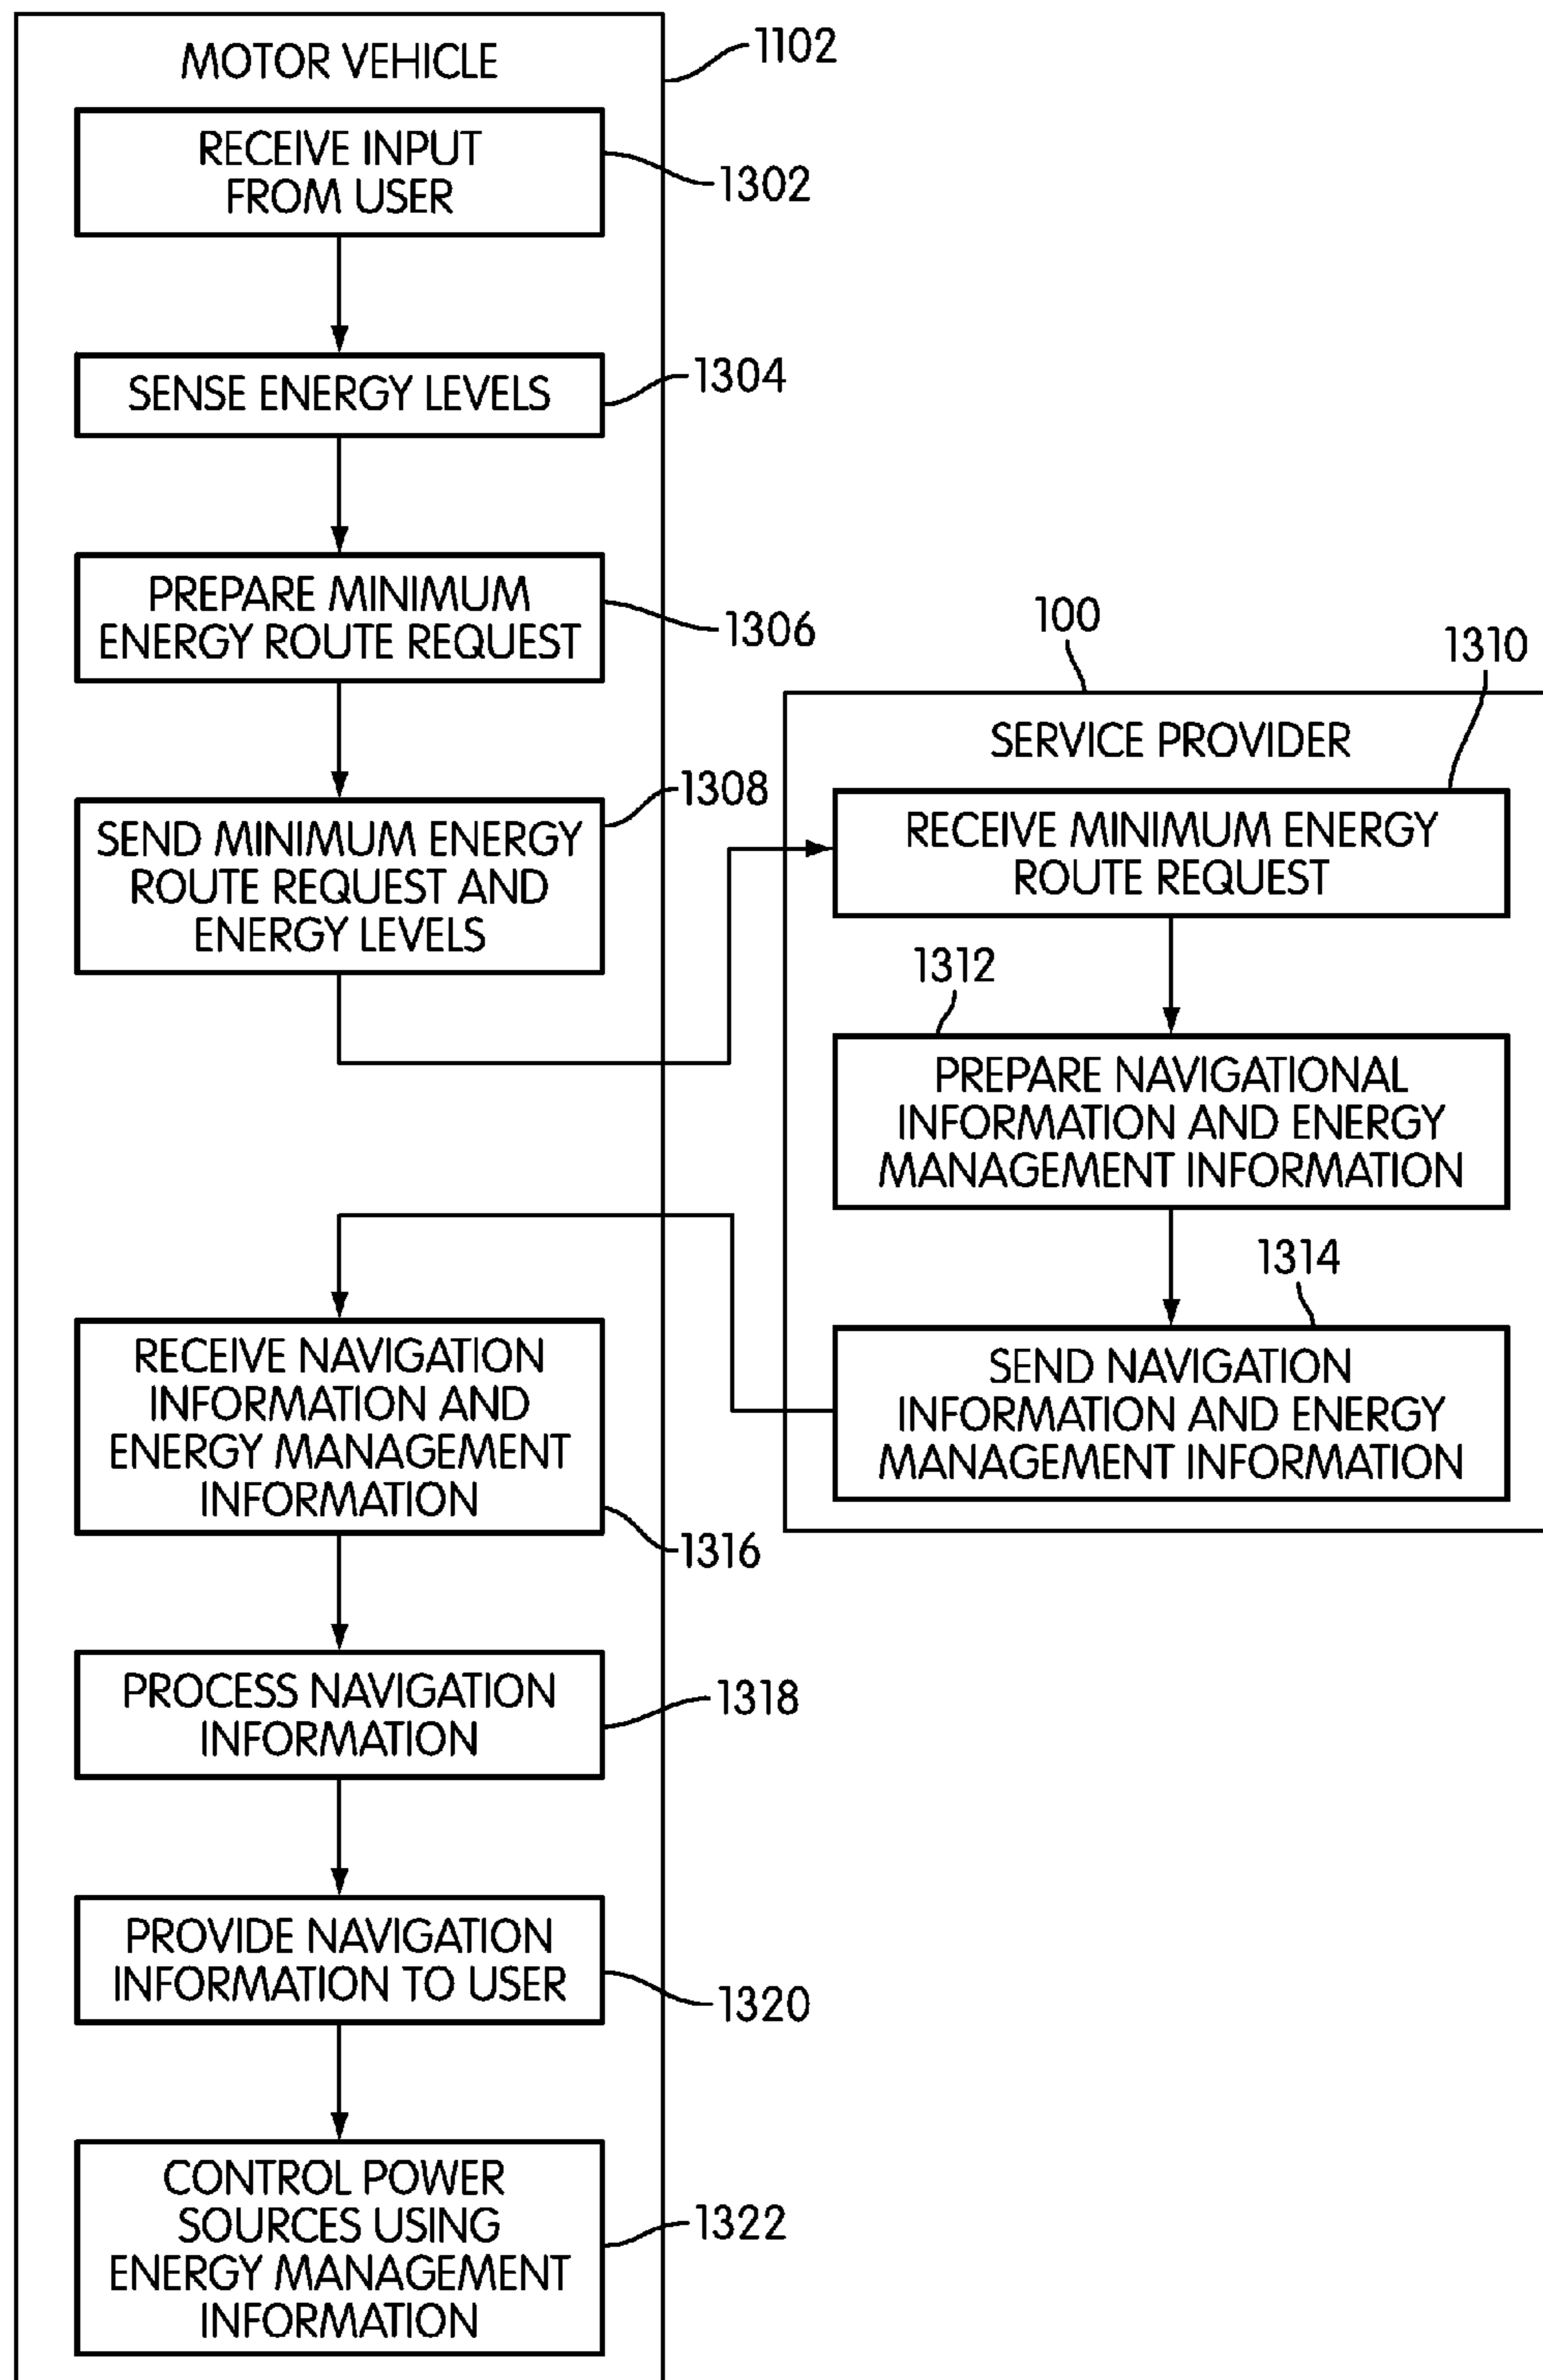 MOTOR VEHICLE
1102
RECEIVE INPUT
FROM USER
1302
SENSE ENERGY LEVELS
1304
PREPARE MINIMUM
ENERGY ROUTE REQUEST
1306
SEND MINIMUM ENERGY
ROUTE REQUEST AND
ENERGY LEVELS
1308
100
SERVICE PROVIDER
1310
RECEIVE MINIMUM ENERGY
ROUTE REQUEST
1312
PREPARE NAVIGATIONAL
INFORMATION AND ENERGY
MANAGEMENT INFORMATION
1314
SEND NAVIGATION
INFORMATION AND ENERGY
MANAGEMENT INFORMATION
RECEIVE NAVIGATION
INFORMATION AND
ENERGY MANAGEMENT
INFORMATION
1316
PROCESS NAVIGATION
INFORMATION
1318
PROVIDE NAVIGATION
INFORMATION TO USER
1320
CONTROL POWER
SOURCES USING
ENERGY MANAGEMENT
INFORMATION
1322